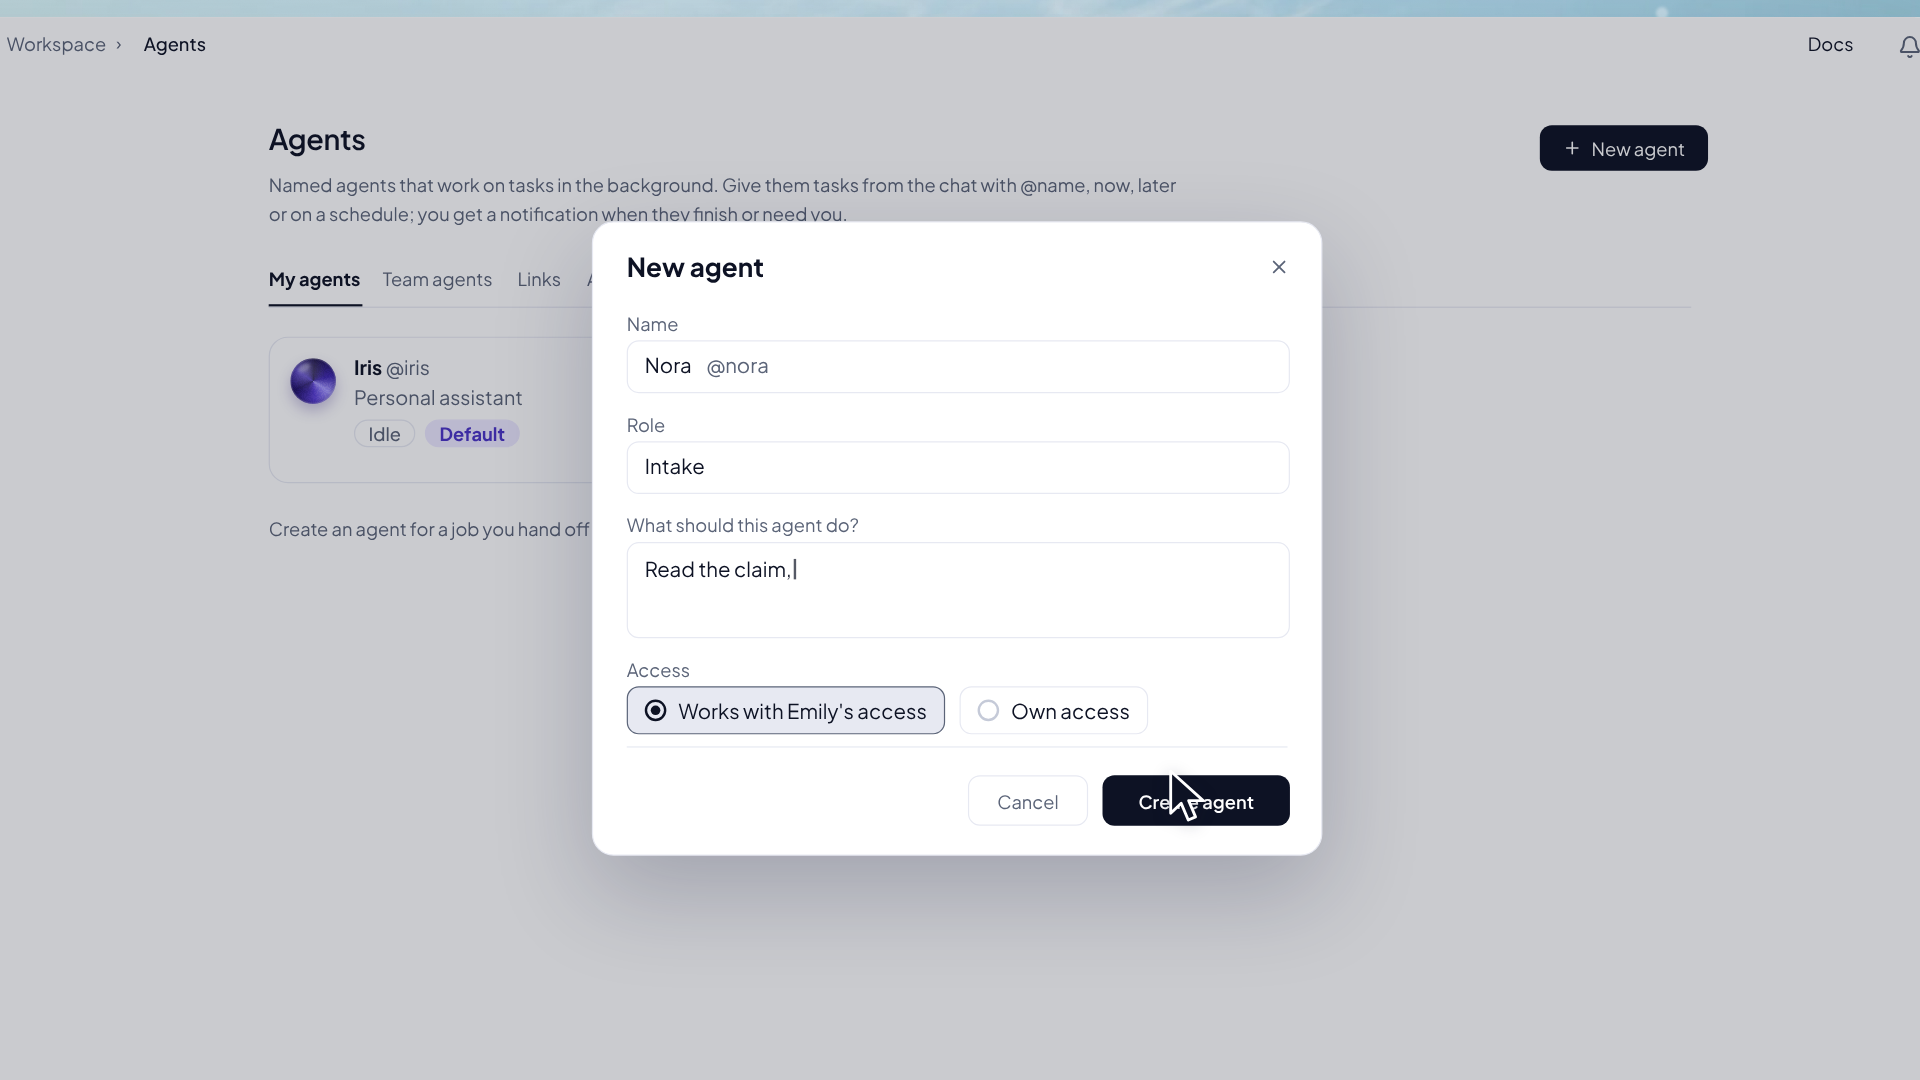 Workspace › Agents
Docs
Agents
+ New agent
Named agents that work on tasks in the background. Give them tasks from the chat with @name, now, later
or on a schedule; you get a notification when they finish or need you.
My agents Team agents Links
Iris @iris
Personal assistant
Idle Default
Create an agent for a job you hand off
New agent
Name
Nora @nora
Role
Intake
What should this agent do?
Read the claim,
Access
Works with Emily's access Own access
Cancel
agent